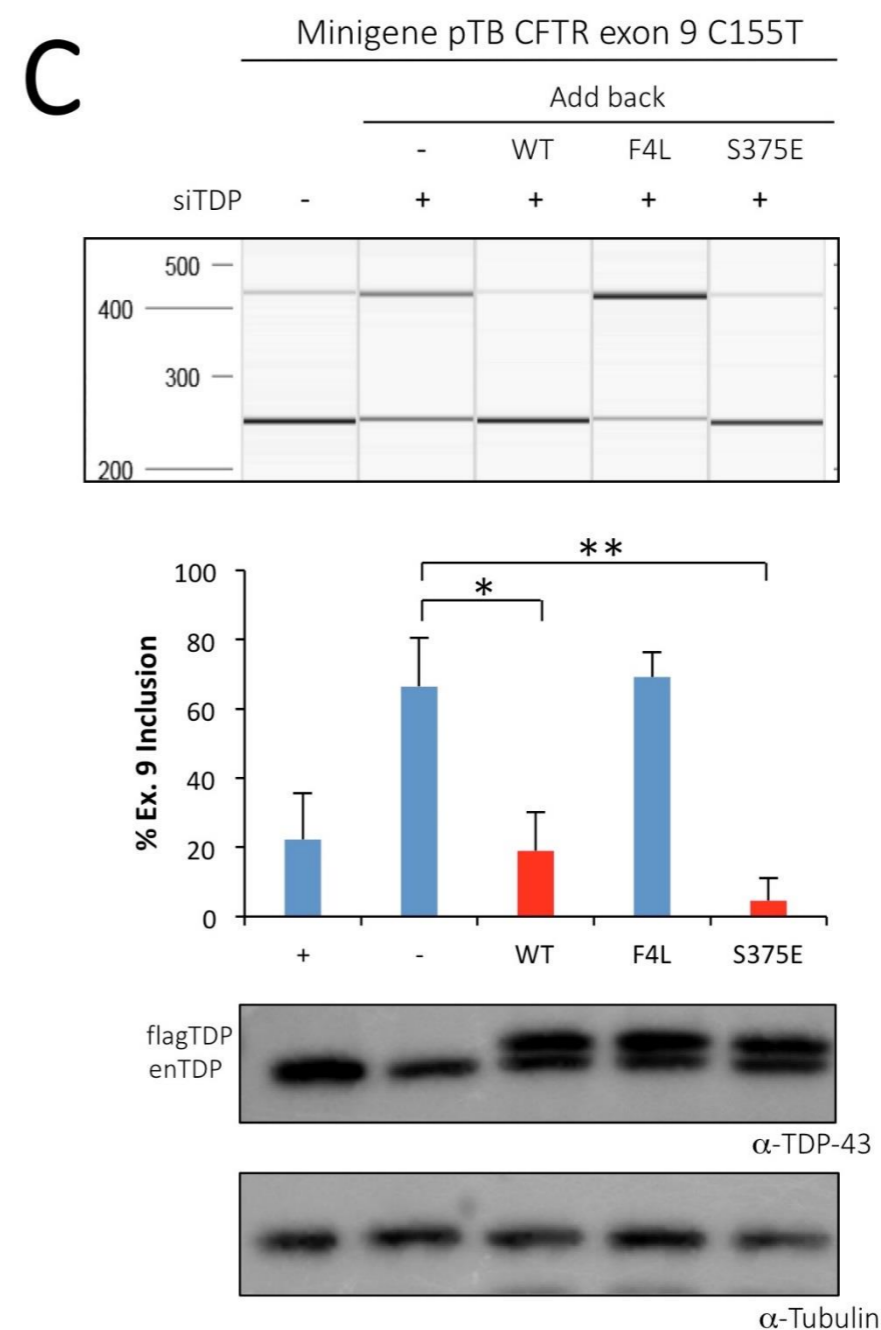 C
Minigene pTB CFTR exon 9 C155T
Add back
- WT F4L S375E
siTDP - + + + +
500
400
300
200
**
*
% Ex. 9 Inclusion
100
80
60
40
20
0
+ - WT F4L S375E
flagTDP
enTDP
α-TDP-43
α-Tubulin